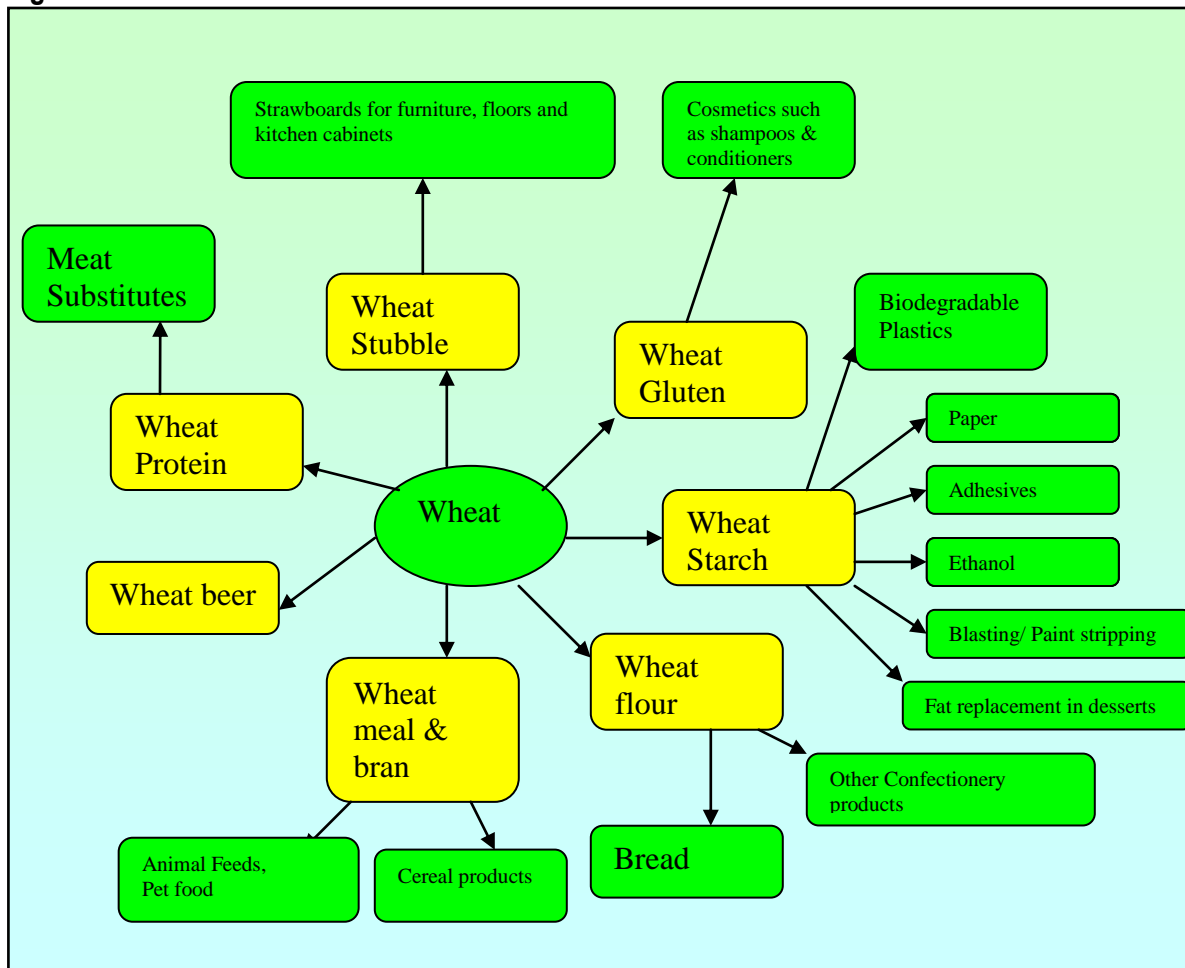 Strawboards for furniture, floors and
kitchen cabinets
Cosmetics such
as shampoos &
conditioners
Meat
Substitutes
Wheat
Stubble
Biodegradable
Plastics
Wheat
Gluten
Paper
Wheat
Protein
Adhesives
Wheat
Wheat
Starch
Ethanol
Wheat beer
Blasting/ Paint stripping
Wheat
flour
Wheat
meal &
bran
Fat replacement in desserts
Other Confectionery
products
Bread
Animal Feeds,
Pet food
Cereal products